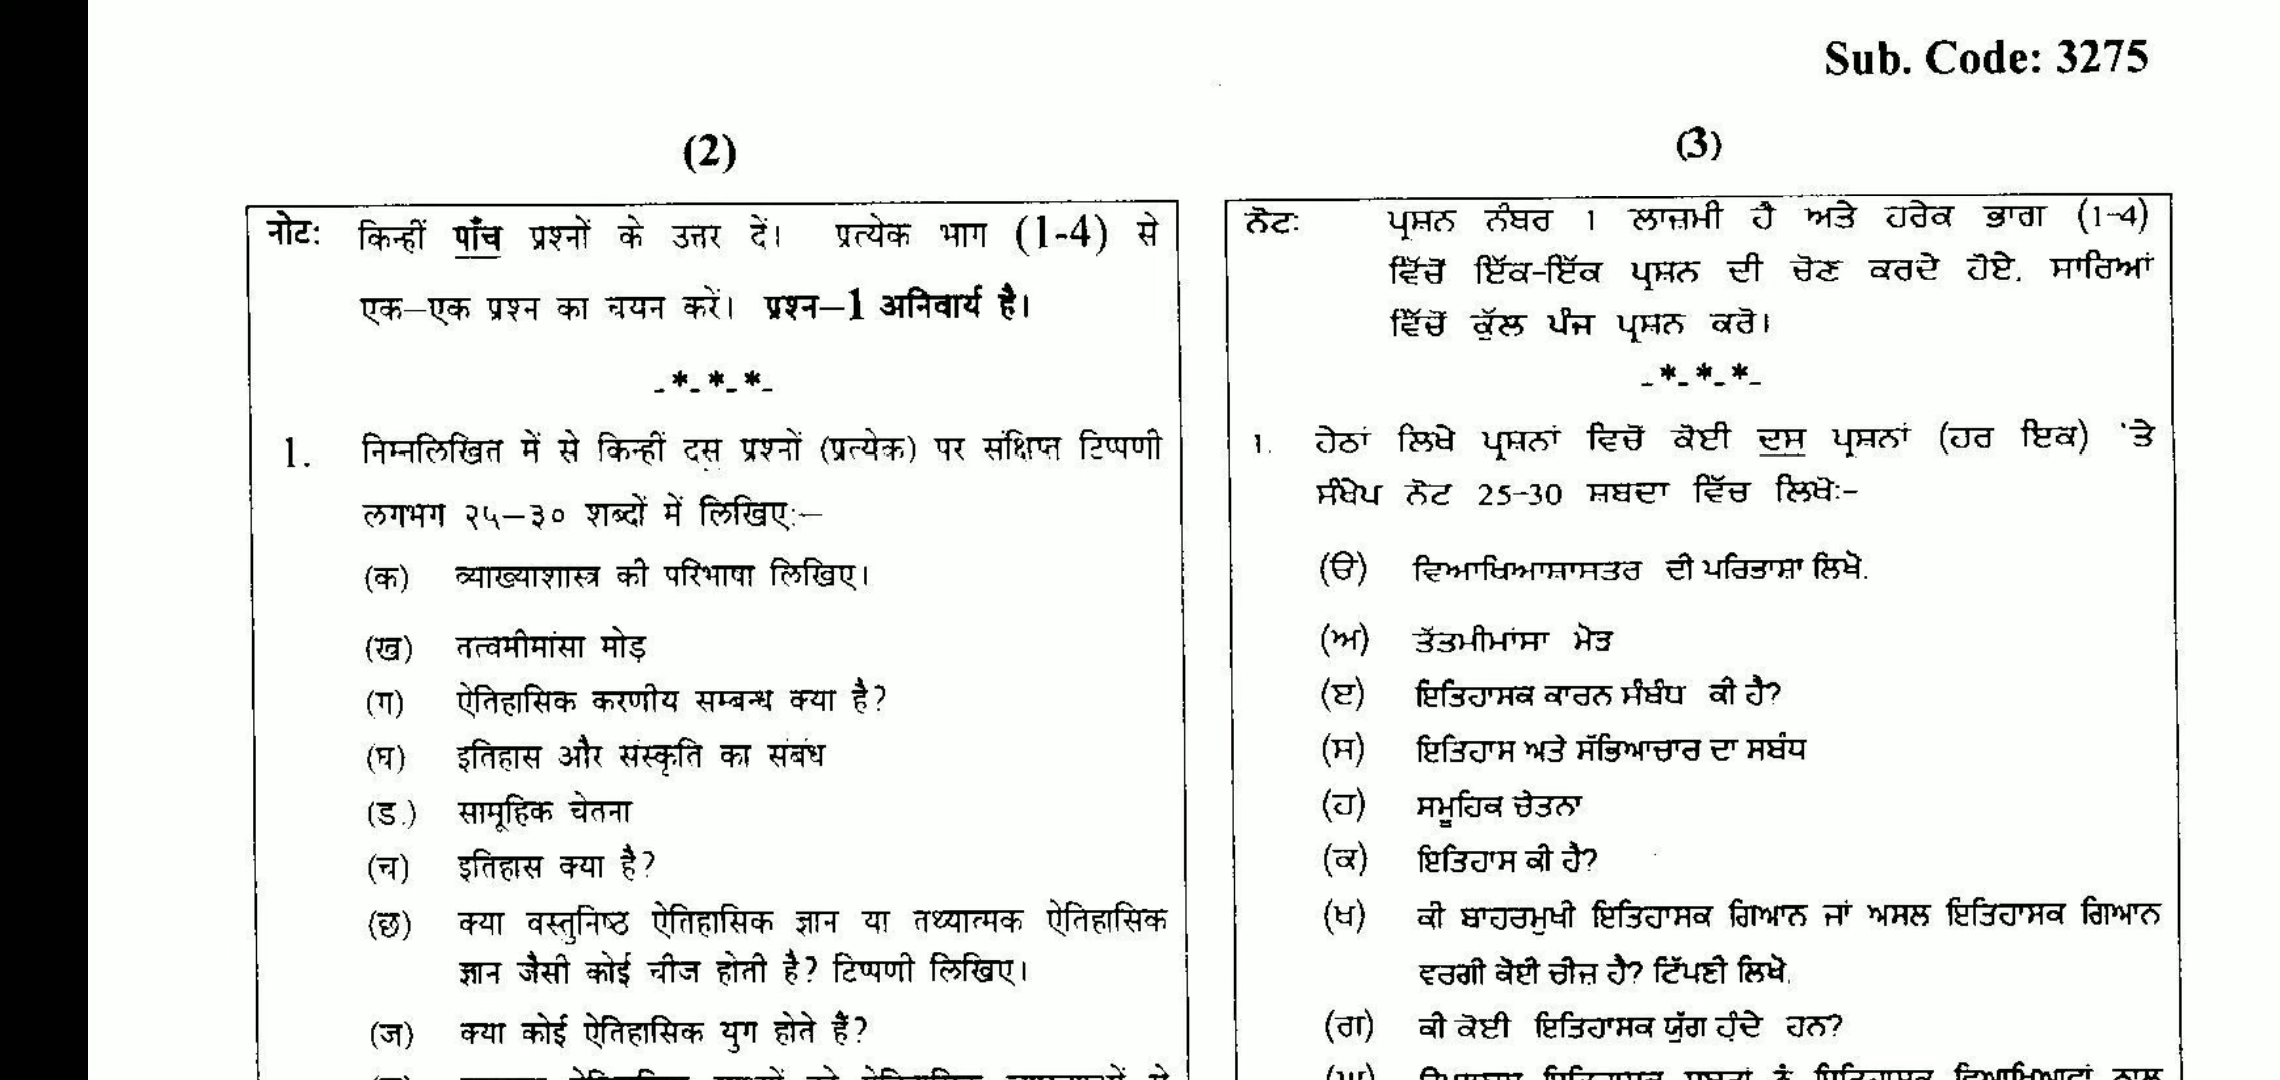 Sub. Code: 3275
(2)
नोट: किन्हीं पाँच प्रश्नों के उत्तर दें। प्रत्येक भाग (1-4) से
एक–एक प्रश्न का चयन करें। प्रश्न–1 अनिवार्य है।
-*-*-*-
1. निम्नलिखित में से किन्हीं दस प्रश्नों (प्रत्येक) पर संक्षिप्त टिप्पणी
लगभग २५–३० शब्दों में लिखिए:–
(क) व्याख्याशास्त्र की परिभाषा लिखिए।
(ख) तत्वमीमांसा मोड़
(ग) ऐतिहासिक करणीय सम्बन्ध क्या है?
(घ) इतिहास और संस्कृति का संबंध
(ड.) सामूहिक चेतना
(च) इतिहास क्या है?
(छ) क्या वस्तुनिष्ठ ऐतिहासिक ज्ञान या तथ्यात्मक ऐतिहासिक
ज्ञान जैसी कोई चीज होती है? टिप्पणी लिखिए।
(ज) क्या कोई ऐतिहासिक युग होते हैं?
(3)
ਨੋਟ: ਪ੍ਰਸ਼ਨ ਨੰਬਰ 1 ਲਾਜ਼ਮੀ ਹੈ ਅਤੇ ਹਰੇਕ ਭਾਗ (1-4)
ਵਿੱਚੋਂ ਇੱਕ-ਇੱਕ ਪ੍ਰਸ਼ਨ ਦੀ ਚੋਣ ਕਰਦੇ ਹੋਏ, ਸਾਰਿਆਂ
ਵਿੱਚੋਂ ਕੁੱਲ ਪੰਜ ਪ੍ਰਸ਼ਨ ਕਰੋ।
-*-*-*-
1. ਹੇਠਾਂ ਲਿਖੇ ਪ੍ਰਸ਼ਨਾਂ ਵਿਚੋਂ ਕੋਈ ਦਸ ਪ੍ਰਸ਼ਨਾਂ (ਹਰ ਇਕ) 'ਤੇ
ਸੰਖੇਪ ਨੋਟ 25-30 ਸ਼ਬਦਾ ਵਿੱਚ ਲਿਖੋ:-
(ੳ) ਵਿਆਖਿਆਸ਼ਾਸਤਰ ਦੀ ਪਰਿਭਾਸ਼ਾ ਲਿਖੋ.
(ਅ) ਤੱਤਮੀਮਾਂਸਾ ਮੋੜ
(ੲ) ਇਤਿਹਾਸਕ ਕਾਰਨ ਸੰਬੰਧ ਕੀ ਹੈ?
(ਸ) ਇਤਿਹਾਸ ਅਤੇ ਸੱਭਿਆਚਾਰ ਦਾ ਸਬੰਧ
(ਹ) ਸਮੂਹਿਕ ਚੇਤਨਾ
(ਕ) ਇਤਿਹਾਸ ਕੀ ਹੈ?
(ਖ) ਕੀ ਬਾਹਰਮੁਖੀ ਇਤਿਹਾਸਕ ਗਿਆਨ ਜਾਂ ਅਸਲ ਇਤਿਹਾਸਕ ਗਿਆਨ
ਵਰਗੀ ਕੋਈ ਚੀਜ਼ ਹੈ? ਟਿੱਪਣੀ ਲਿਖੋ.
(ਗ) ਕੀ ਕੋਈ ਇਤਿਹਾਸਕ ਯੁੱਗ ਹੁੰਦੇ ਹਨ?